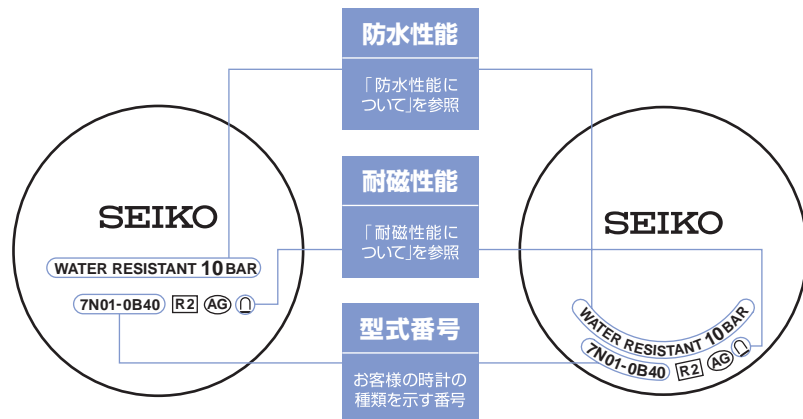 防水性能
「防水性能に
ついて」を参照
耐磁性能
「耐磁性能に
ついて」を参照
型式番号
お客様の時計の
種類を示す番号
SEIKO
WATER RESISTANT 10 BAR
7N01-0B40 R2 AG
SEIKO
WATER RESISTANT 10 BAR
7N01-0B40 R2 AG